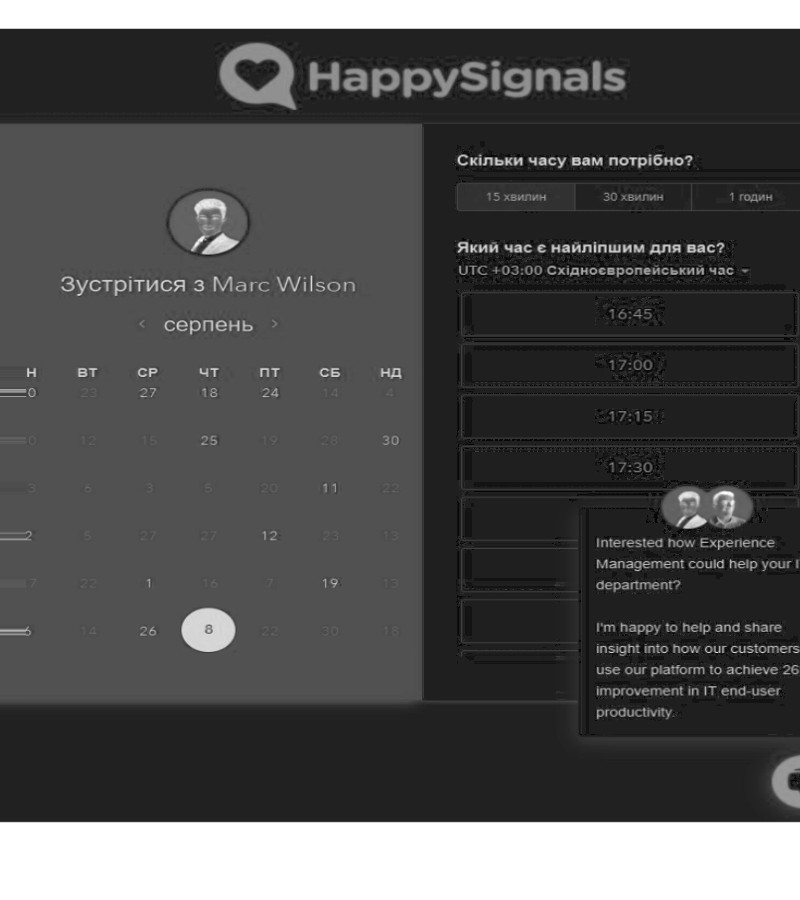 HappySignals
Зустрітися з Marc Wilson
серпень
Н ВТ СР ЧТ ПТ СБ НД
0 23 27 18 24 14 4
0 12 15 25 19 28 30
3 6 3 5 20 11 22
2 5 27 27 12 23 13
7 22 1 16 7 19 13
6 14 26 8 22 30 18
Скільки часу вам потрібно?
15 хвилин 30 хвилин 1 годин
Який час є найліпшим для вас?
UTC +03:00 Східноєвропейський час
16:45
17:00
17:15
17:30
Interested how Experience
Management could help your I
department?
I'm happy to help and share
insight into how our customers
use our platform to achieve 26
improvement in IT end-user
productivity.